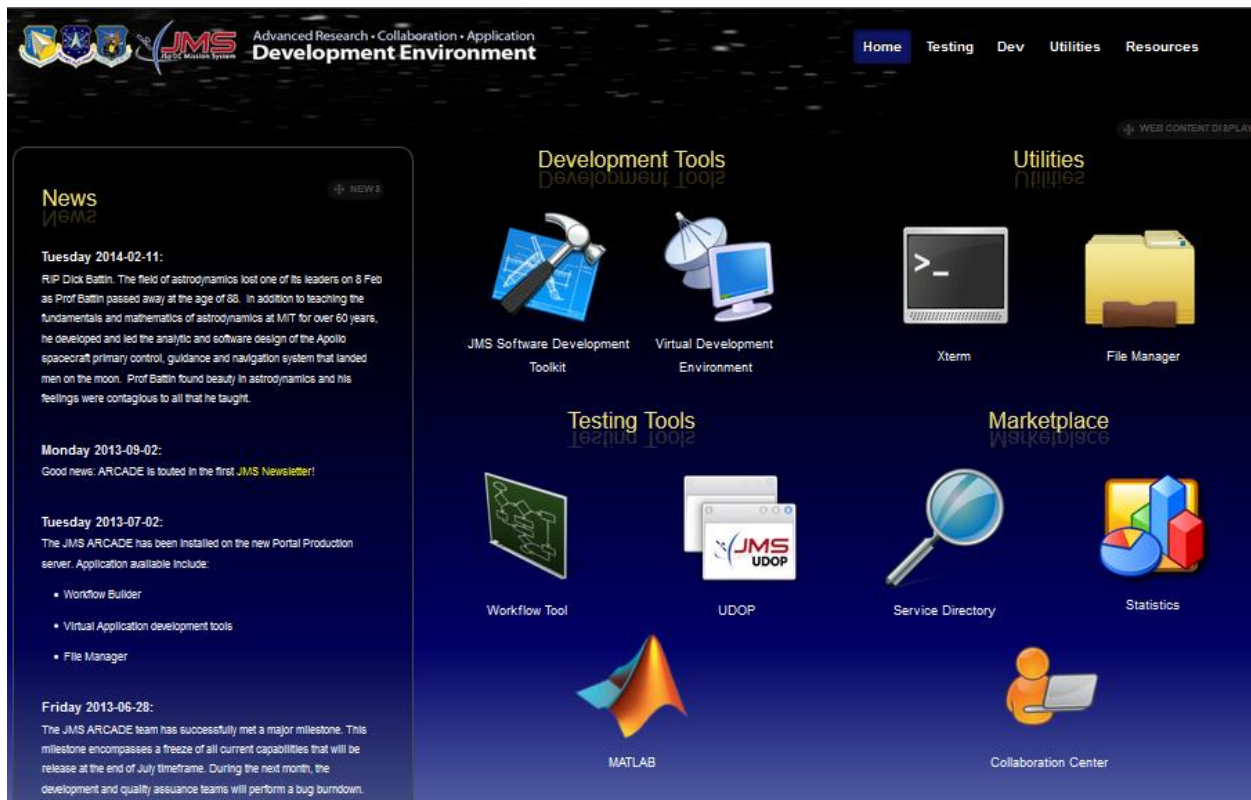 JMS
JSpOC Mission System
Advanced Research • Collaboration • Application
Development Environment
Home Testing Dev Utilities Resources
WEB CONTENT DISPLAY
News
NEWS
Tuesday 2014-02-11:
RIP Dick Battin. The field of astrodynamics lost one of its leaders on 8 Feb
as Prof Battin passed away at the age of 88. In addition to teaching the
fundamentals and mathematics of astrodynamics at MIT for over 60 years,
he developed and led the analytic and software design of the Apollo
spacecraft primary control, guidance and navigation system that landed
men on the moon. Prof Battin found beauty in astrodynamics and his
feelings were contagious to all that he taught.
Monday 2013-09-02:
Good news: ARCADE is touted in the first JMS Newsletter!
Tuesday 2013-07-02:
The JMS ARCADE has been installed on the new Portal Production
server. Application available include:
• Workflow Builder
• Virtual Application development tools
• File Manager
Friday 2013-06-28:
The JMS ARCADE team has successfully met a major milestone. This
milestone encompasses a freeze of all current capabilities that will be
release at the end of July timeframe. During the next month, the
development and quality assuance teams will perform a bug burndown.
Development Tools
JMS Software Development
Toolkit
Virtual Development
Environment
Utilities
>_
Xterm
File Manager
Testing Tools
Workflow Tool
JMS
UDOP
UDOP
MATLAB
Marketplace
Service Directory
Statistics
Collaboration Center